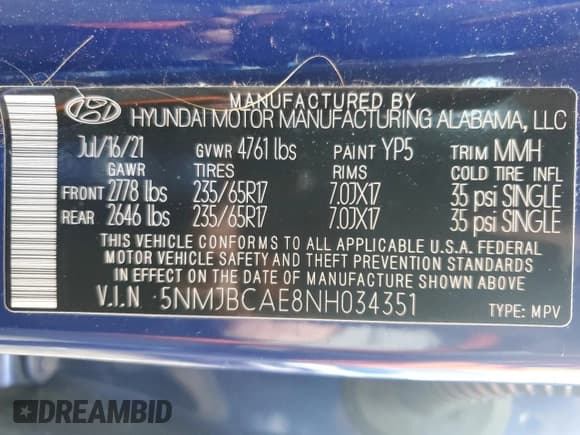 MANUFACTURED BY
HYUNDAI MOTOR MANUFACTURING ALABAMA, LLC
Jul/16/21 GVWR 4761 lbs PAINT YP5 TRIM MMH
GAWR TIRES RIMS COLD TIRE INFL
FRONT 2778 lbs 235/65R17 7.0JX17 35 psi SINGLE
REAR 2646 lbs 235/65R17 7.0JX17 35 psi SINGLE
THIS VEHICLE CONFORMS TO ALL APPLICABLE U.S.A. FEDERAL
MOTOR VEHICLE SAFETY AND THEFT PREVENTION STANDARDS
IN EFFECT ON THE DATE OF MANUFACTURE SHOWN ABOVE
V.I.N 5NMJBCAE8NH034351 TYPE: MPV
DREAMBID